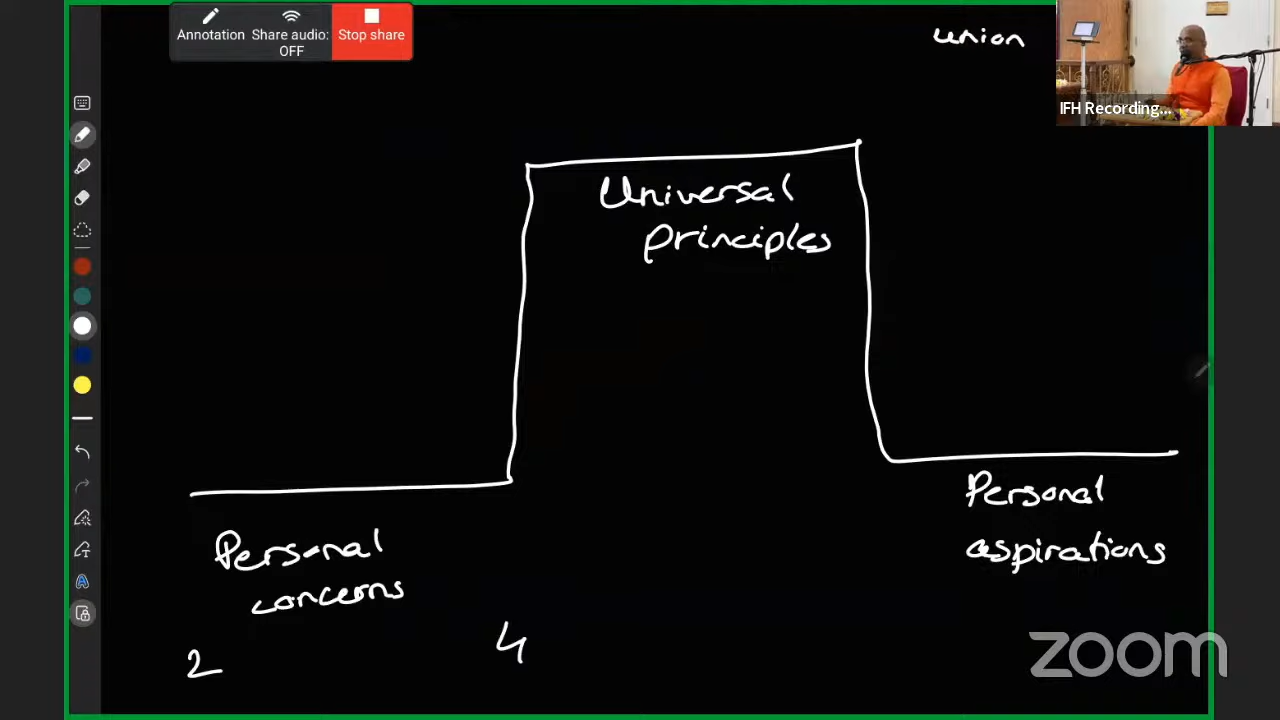 Annotation
Share audio:
OFF
Stop share
union
IFH Recording...
Universal
principles
Personal
concerns
Personal
aspirations
2
4
zoom